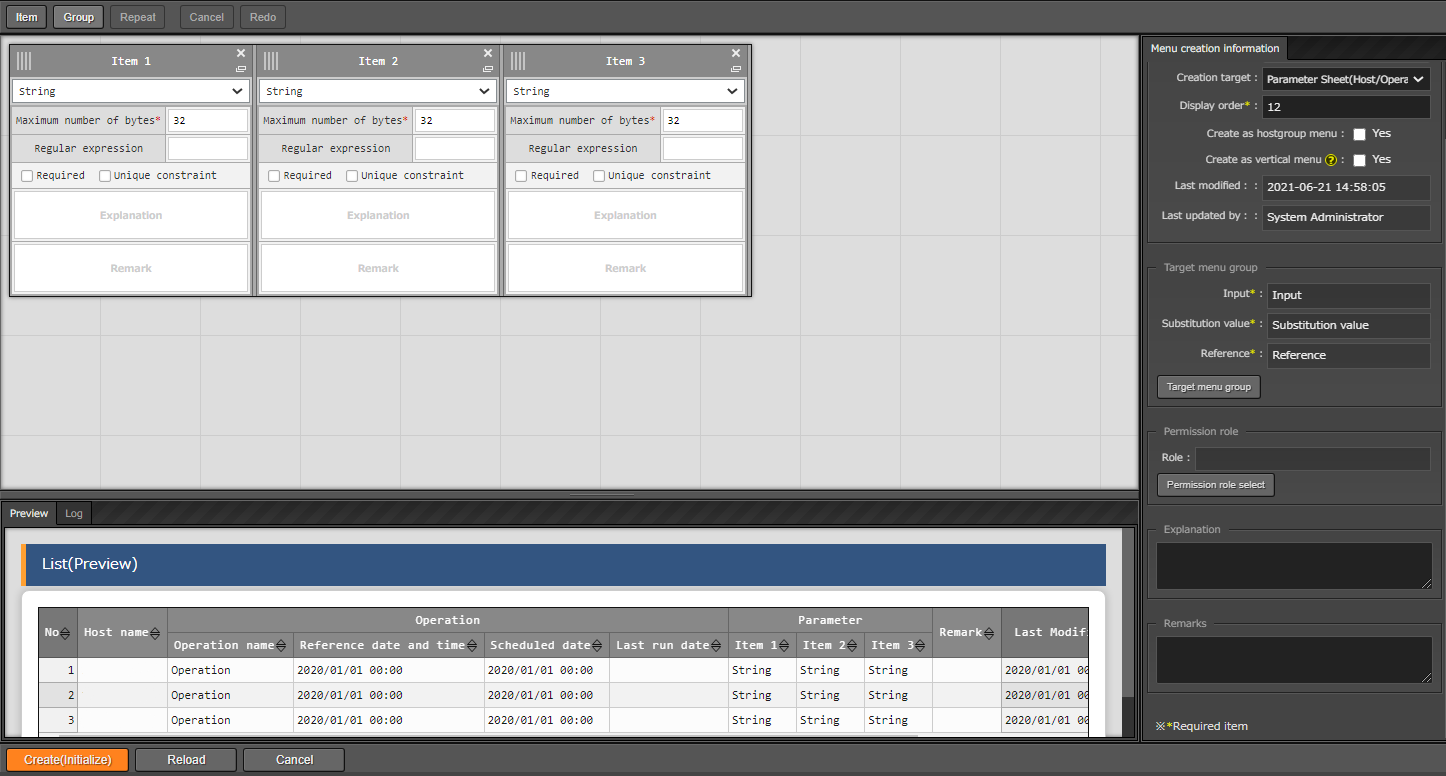 Item Group Repeat Cancel Redo
Item 1 Item 2 Item 3
String String String
Maximum number of bytes* 32 Maximum number of bytes* 32 Maximum number of bytes* 32
Regular expression Regular expression Regular expression
Required Unique constraint Required Unique constraint Required Unique constraint
Explanation Explanation Explanation
Remark Remark Remark
Menu creation information
Creation target : Parameter Sheet(Host/Opera
Display order* : 12
Create as hostgroup menu : Yes
Create as vertical menu ? : Yes
Last modified : : 2021-06-21 14:58:05
Last updated by : : System Administrator
Target menu group
Input* : Input
Substitution value* : Substitution value
Reference* : Reference
Target menu group
Permission role
Role :
Permission role select
Explanation
Remarks
※*Required item
Preview Log
List(Preview)
No Host name Operation Parameter Remark Last Modifi
Operation name Reference date and time Scheduled date Last run date Item 1 Item 2 Item 3
1 Operation 2020/01/01 00:00 2020/01/01 00:00 String String String 2020/01/01 00
2 Operation 2020/01/01 00:00 2020/01/01 00:00 String String String 2020/01/01 00
3 Operation 2020/01/01 00:00 2020/01/01 00:00 String String String 2020/01/01 00
Create(Initialize) Reload Cancel